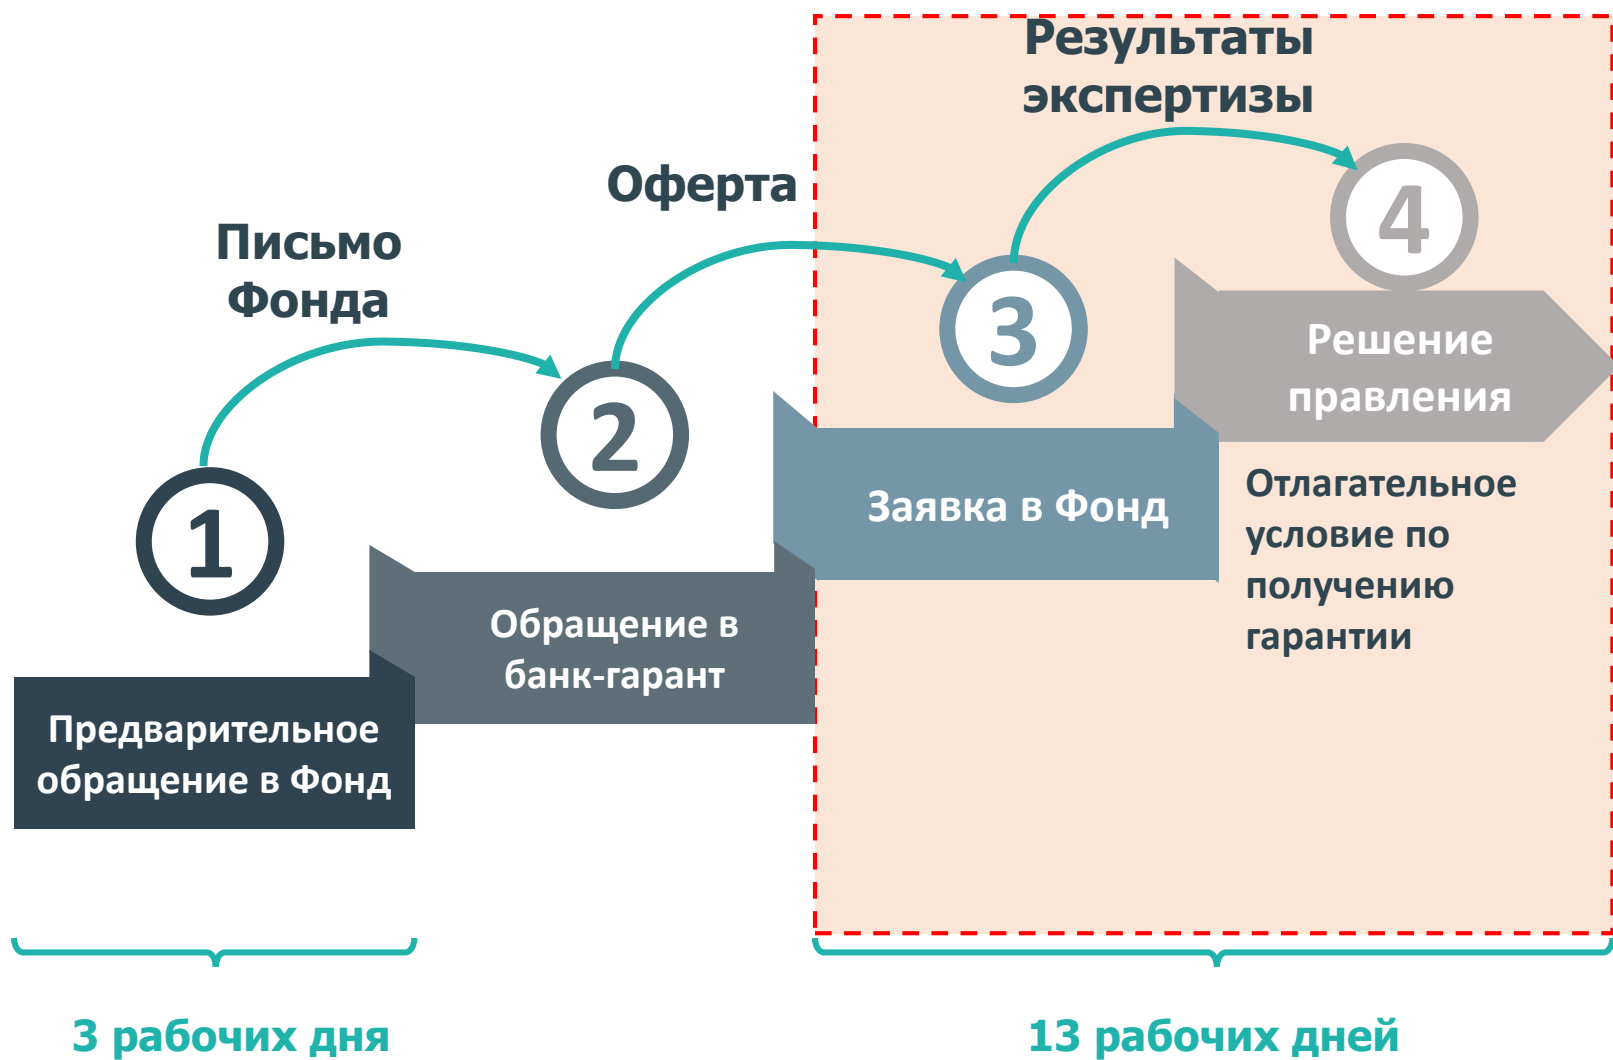 Результаты
экспертизы
Оферта
Письмо
Фонда
4
3
2
1
Решение
правления
Заявка в Фонд
Отлагательное
условие по
получению
гарантии
Обращение в
банк-гарант
Предварительное
обращение в Фонд
3 рабочих дня
13 рабочих дней